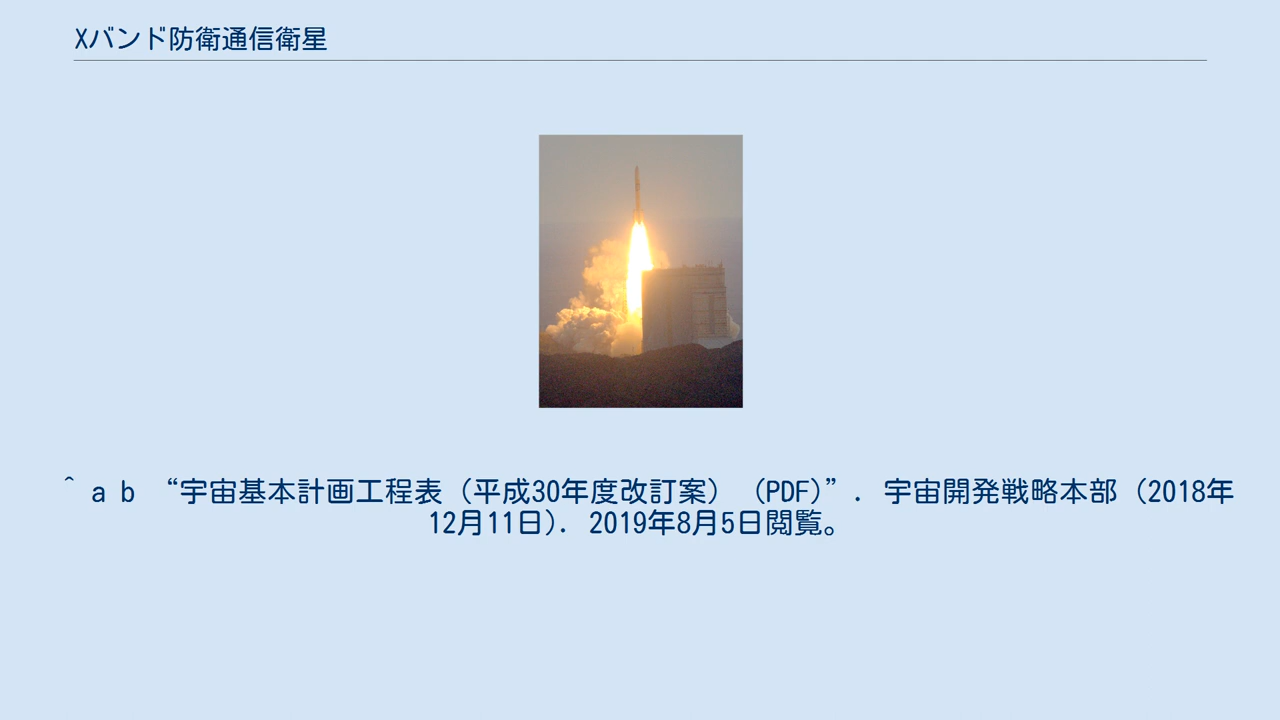 Xバンド防衛通信衛星
^ a b “宇宙基本計画工程表（平成30年度改訂案） (PDF)”. 宇宙開発戦略本部 (2018年
12月11日). 2019年8月5日閲覧。